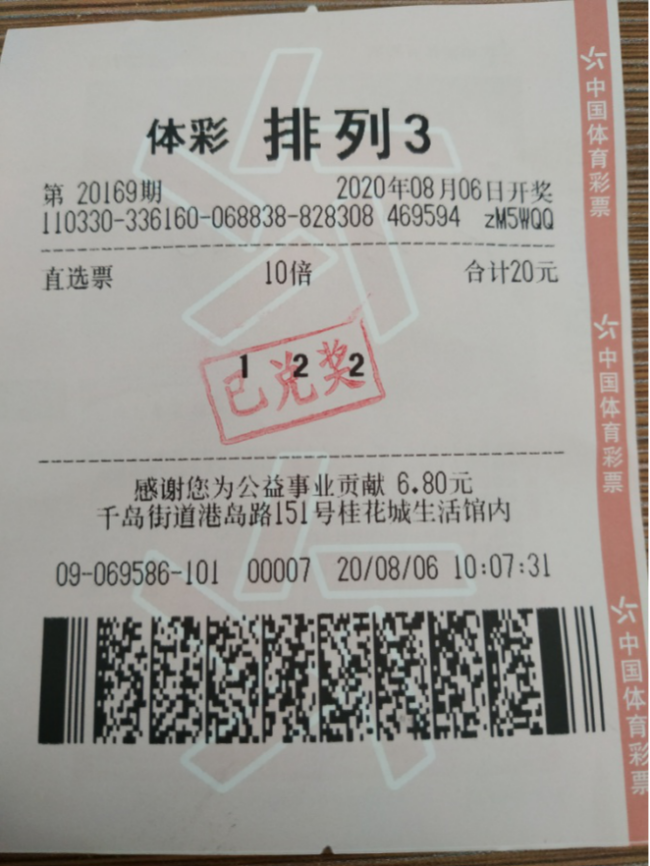 体彩 排列3
第 20169期 2020年08月06日开奖
110330-336160-068838-828308 469594 zM5WQQ
直选票 10倍 合计20元
1 2 2
已兑奖
感谢您为公益事业贡献 6.80元
千岛街道港岛路151号桂花城生活馆内
09-069586-101 00007 20/08/06 10:07:31
中国体育彩票
中国体育彩票
中国体育彩票